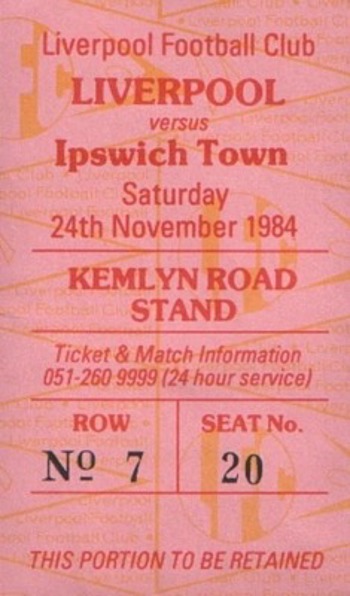 Liverpool Football Club
LIVERPOOL
versus
Ipswich Town
Saturday
24th November 1984
KEMLYN ROAD
STAND
Ticket & Match Information
051-260 9999 (24 hour service)
ROW SEAT No.
Nº 7 20
THIS PORTION TO BE RETAINED